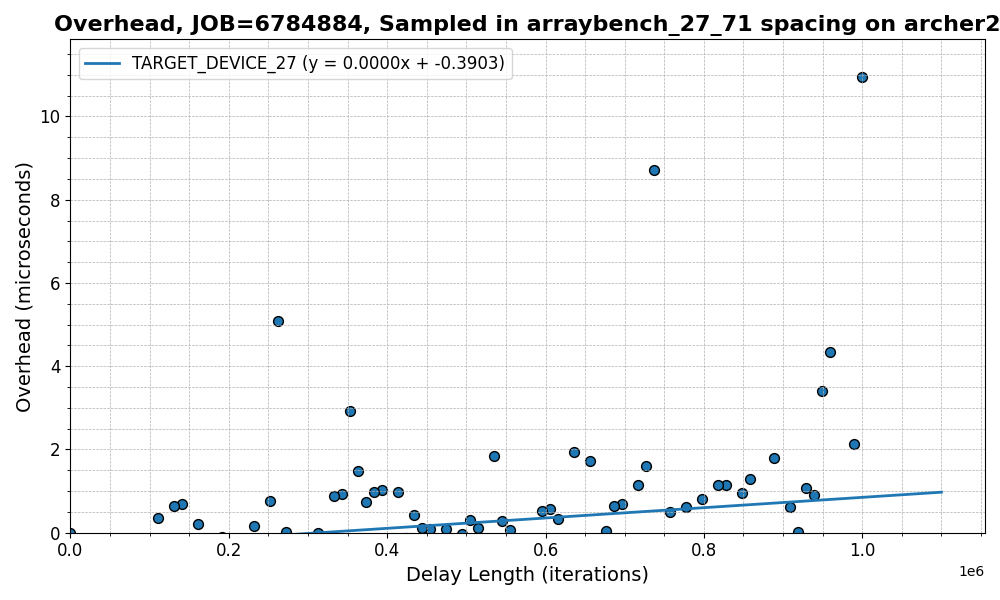 Overhead, JOB=6784884, Sampled in arraybench_27_71 spacing on archer2
TARGET_DEVICE_27 (y = 0.0000x + -0.3903)
Overhead (microseconds)
10
8
6
4
2
0
0.0 0.2 0.4 0.6 0.8 1.0
1e6
Delay Length (iterations)